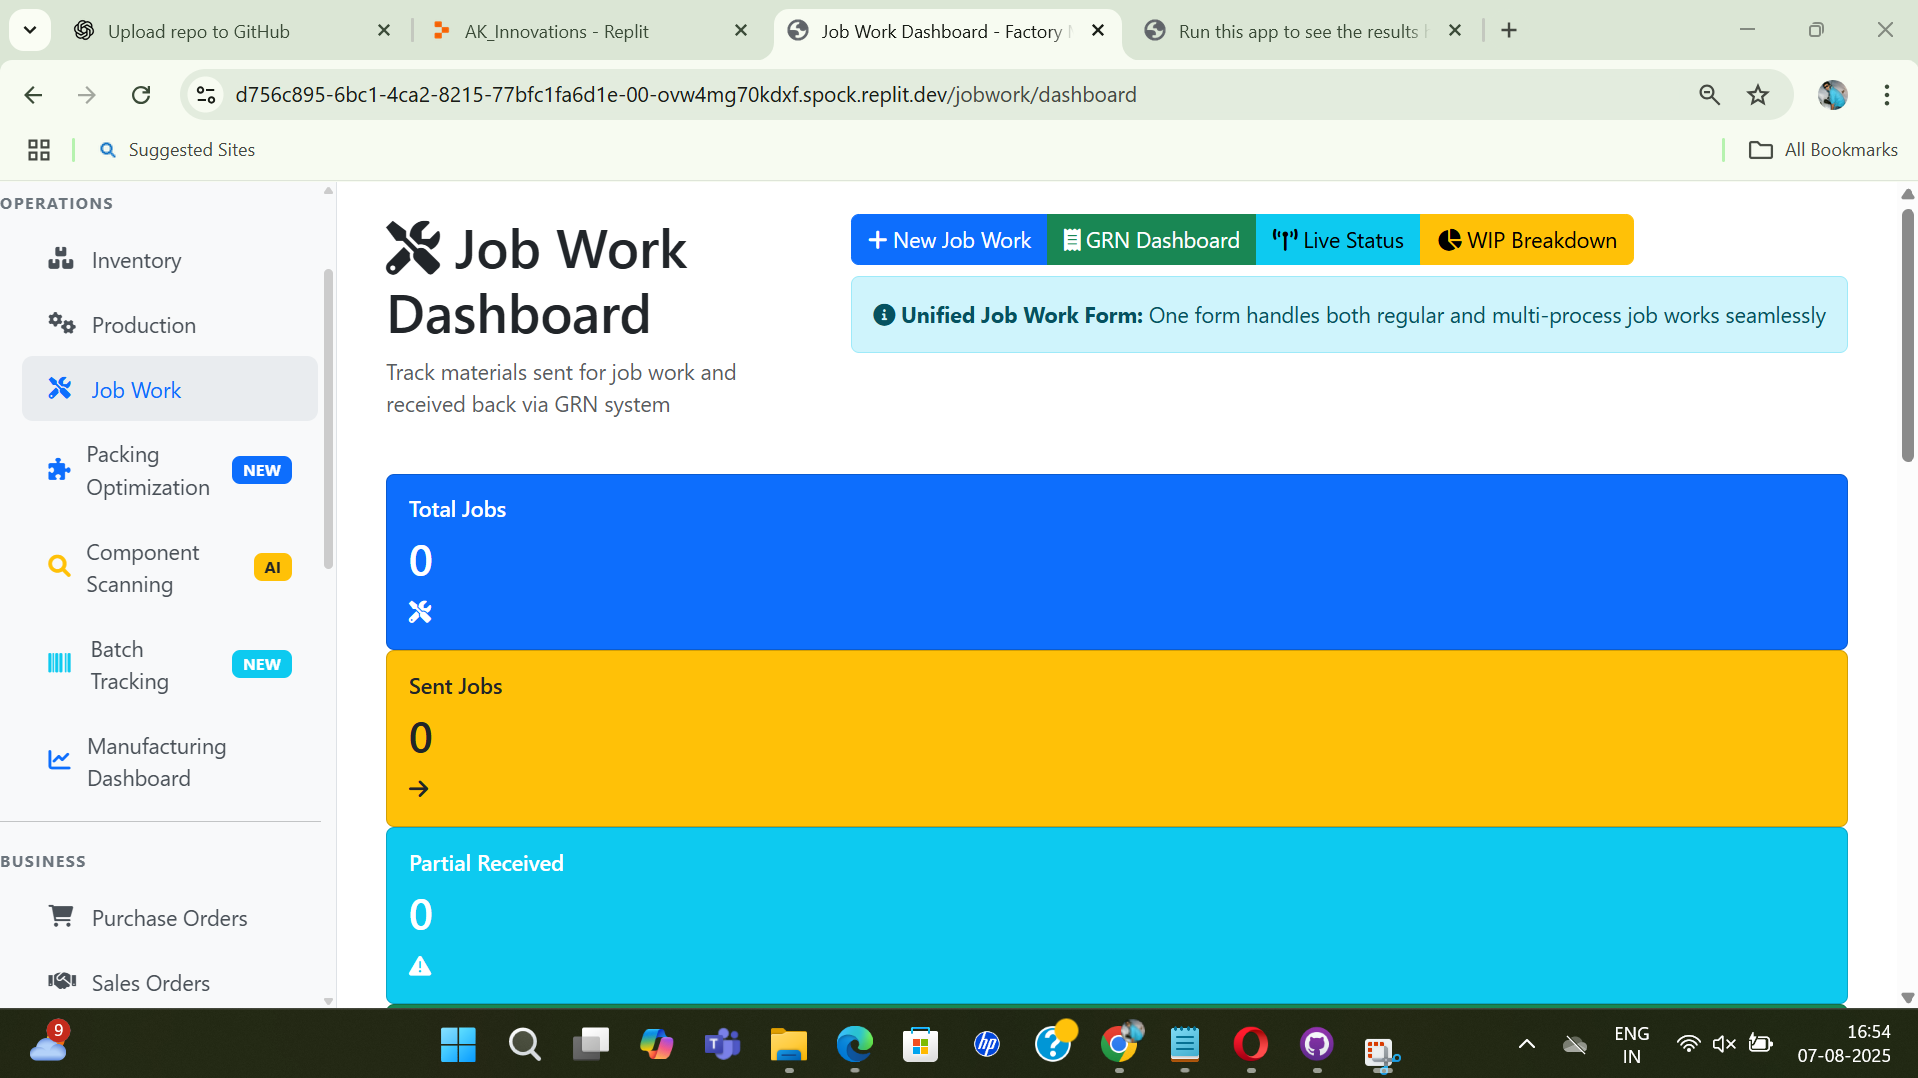 Upload repo to GitHub
AK_Innovations - Replit
Job Work Dashboard - Factory
Run this app to see the results
d756c895-6bc1-4ca2-8215-77bfc1fa6d1e-00-ovw4mg70kdxf.spock.replit.dev/jobwork/dashboard
Suggested Sites
All Bookmarks
OPERATIONS
Inventory
Production
Job Work
Packing
Optimization
NEW
Component
Scanning
AI
Batch
Tracking
NEW
Manufacturing
Dashboard
BUSINESS
Purchase Orders
Sales Orders
Job Work
Dashboard
Track materials sent for job work and
received back via GRN system
New Job Work
GRN Dashboard
Live Status
WIP Breakdown
Unified Job Work Form: One form handles both regular and multi-process job works seamlessly
Total Jobs
0
Sent Jobs
0
Partial Received
0
9
ENG
IN
16:54
07-08-2025